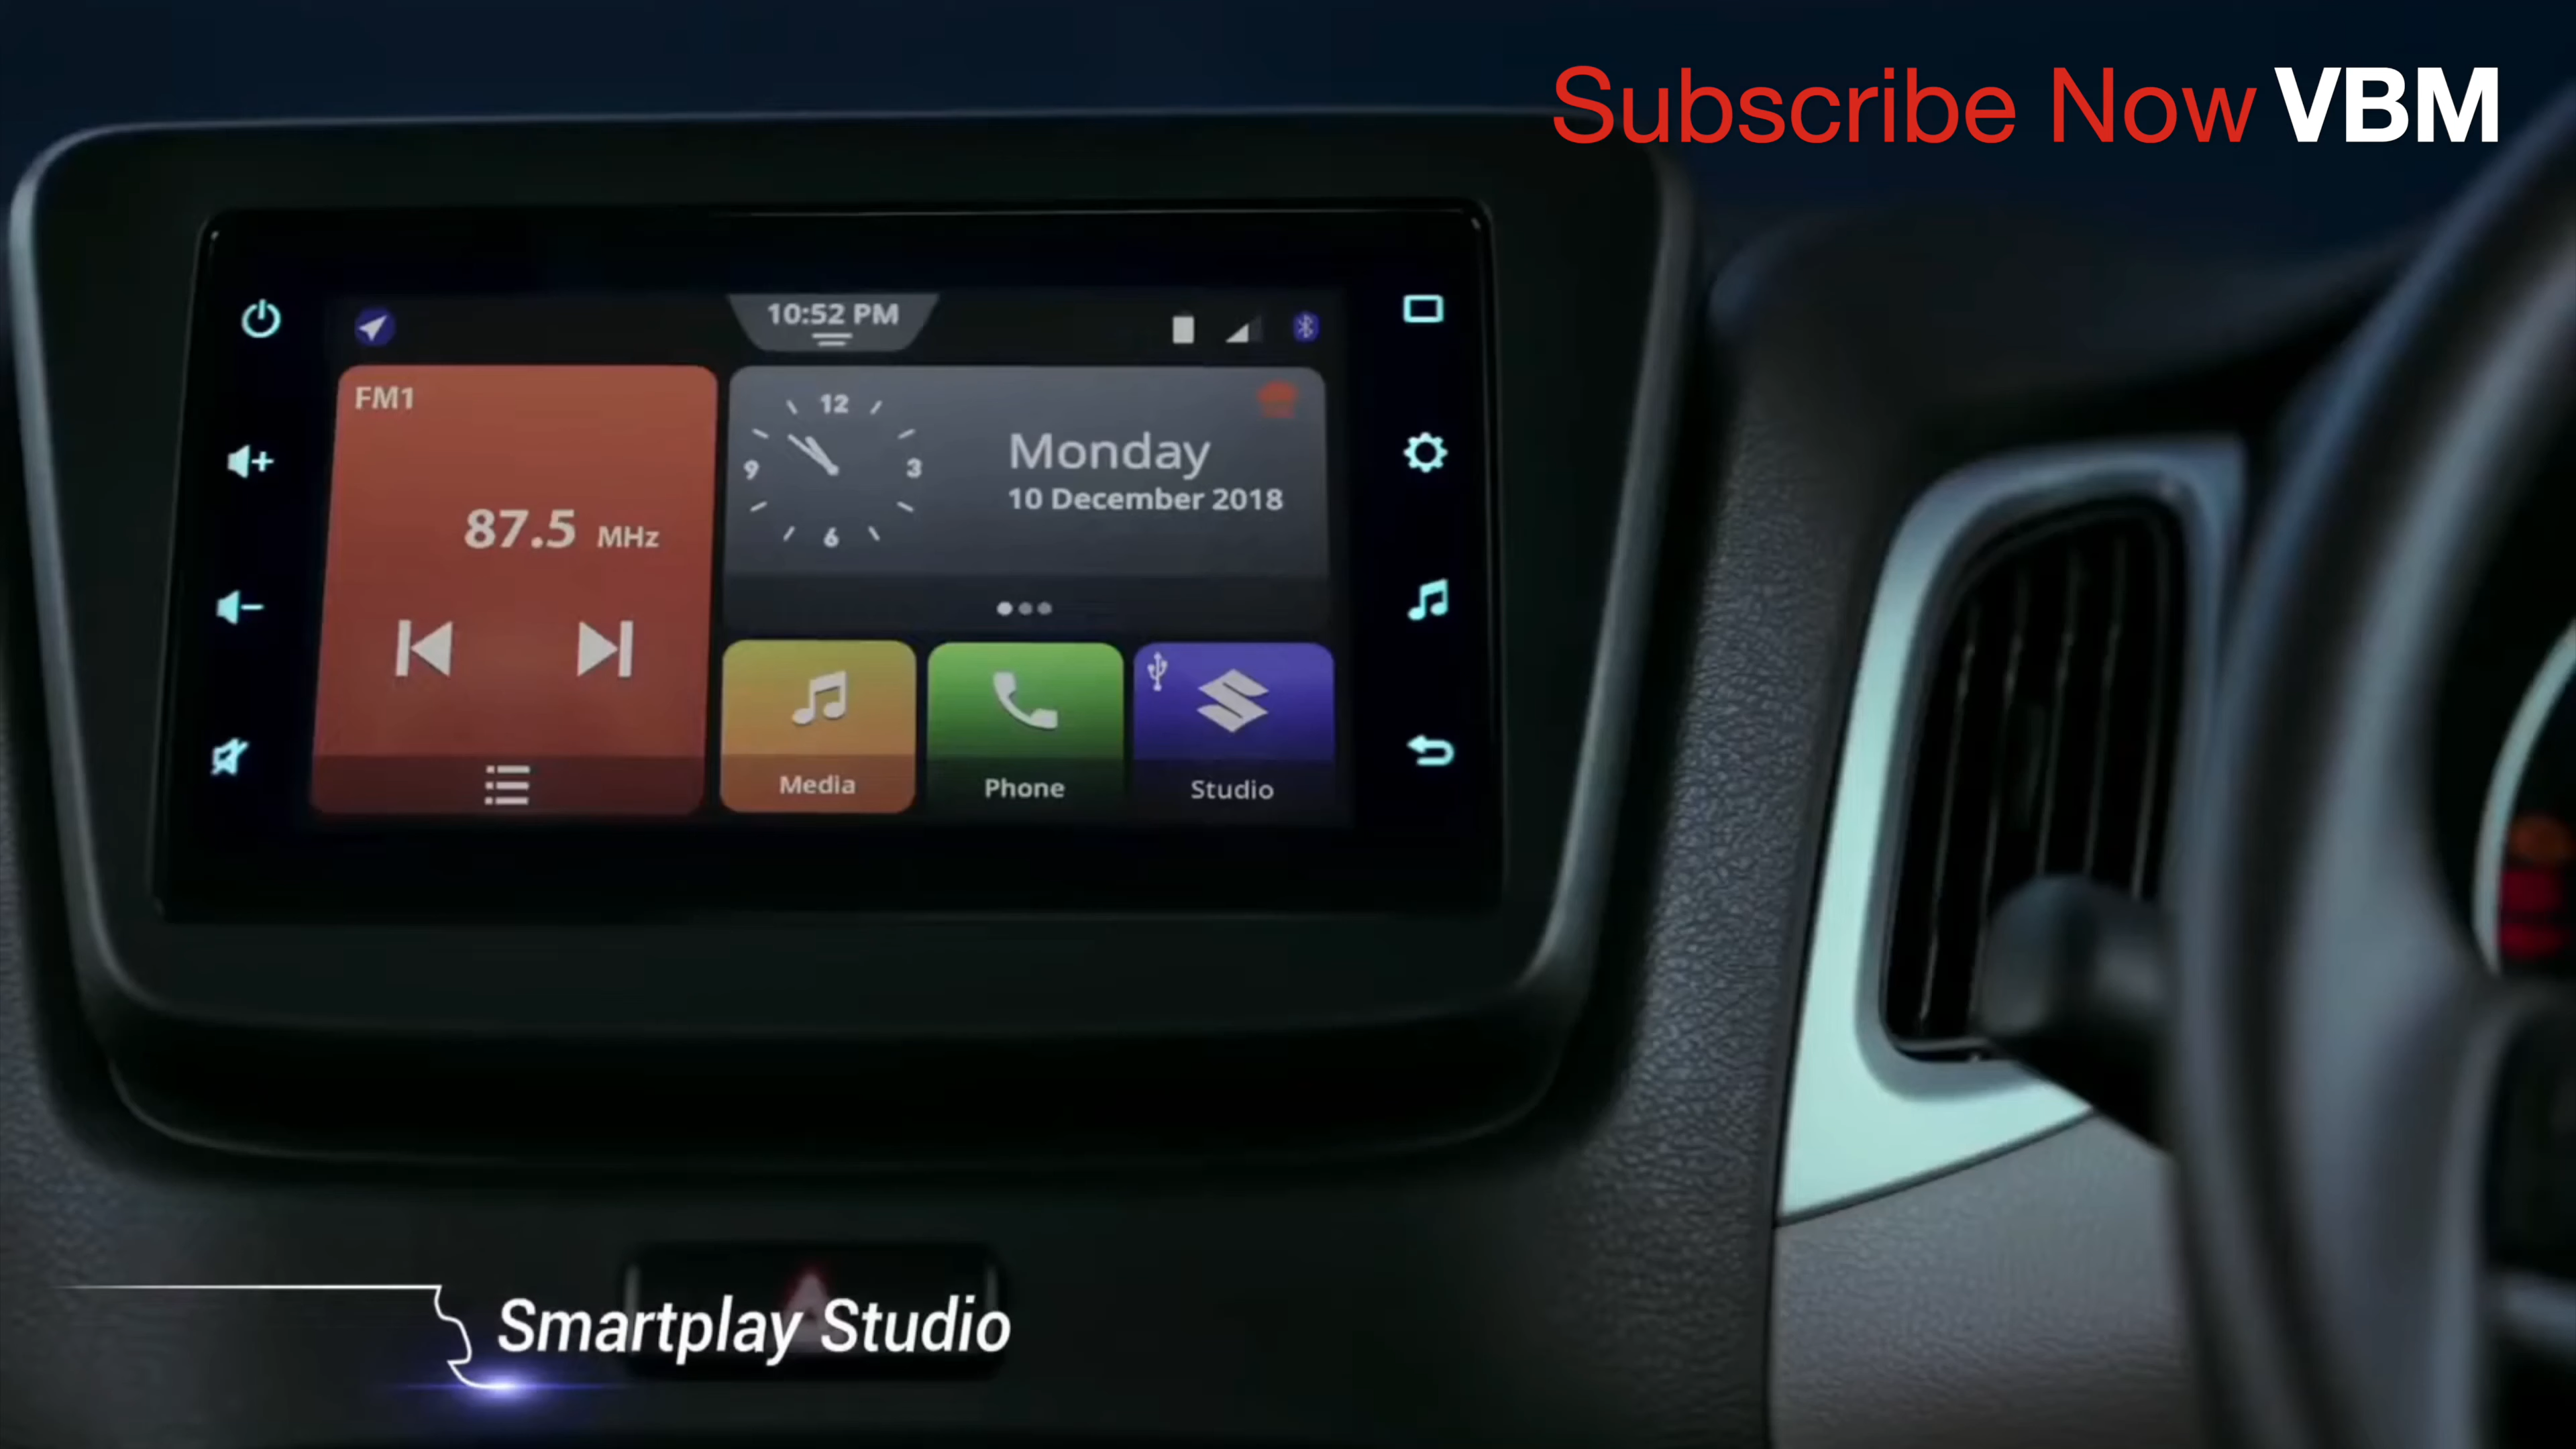 Subscribe Now VBM
10:52 PM
FM1
87.5 MHz
12
9
3
6
Monday
10 December 2018
Media
Phone
Studio
Smartplay Studio